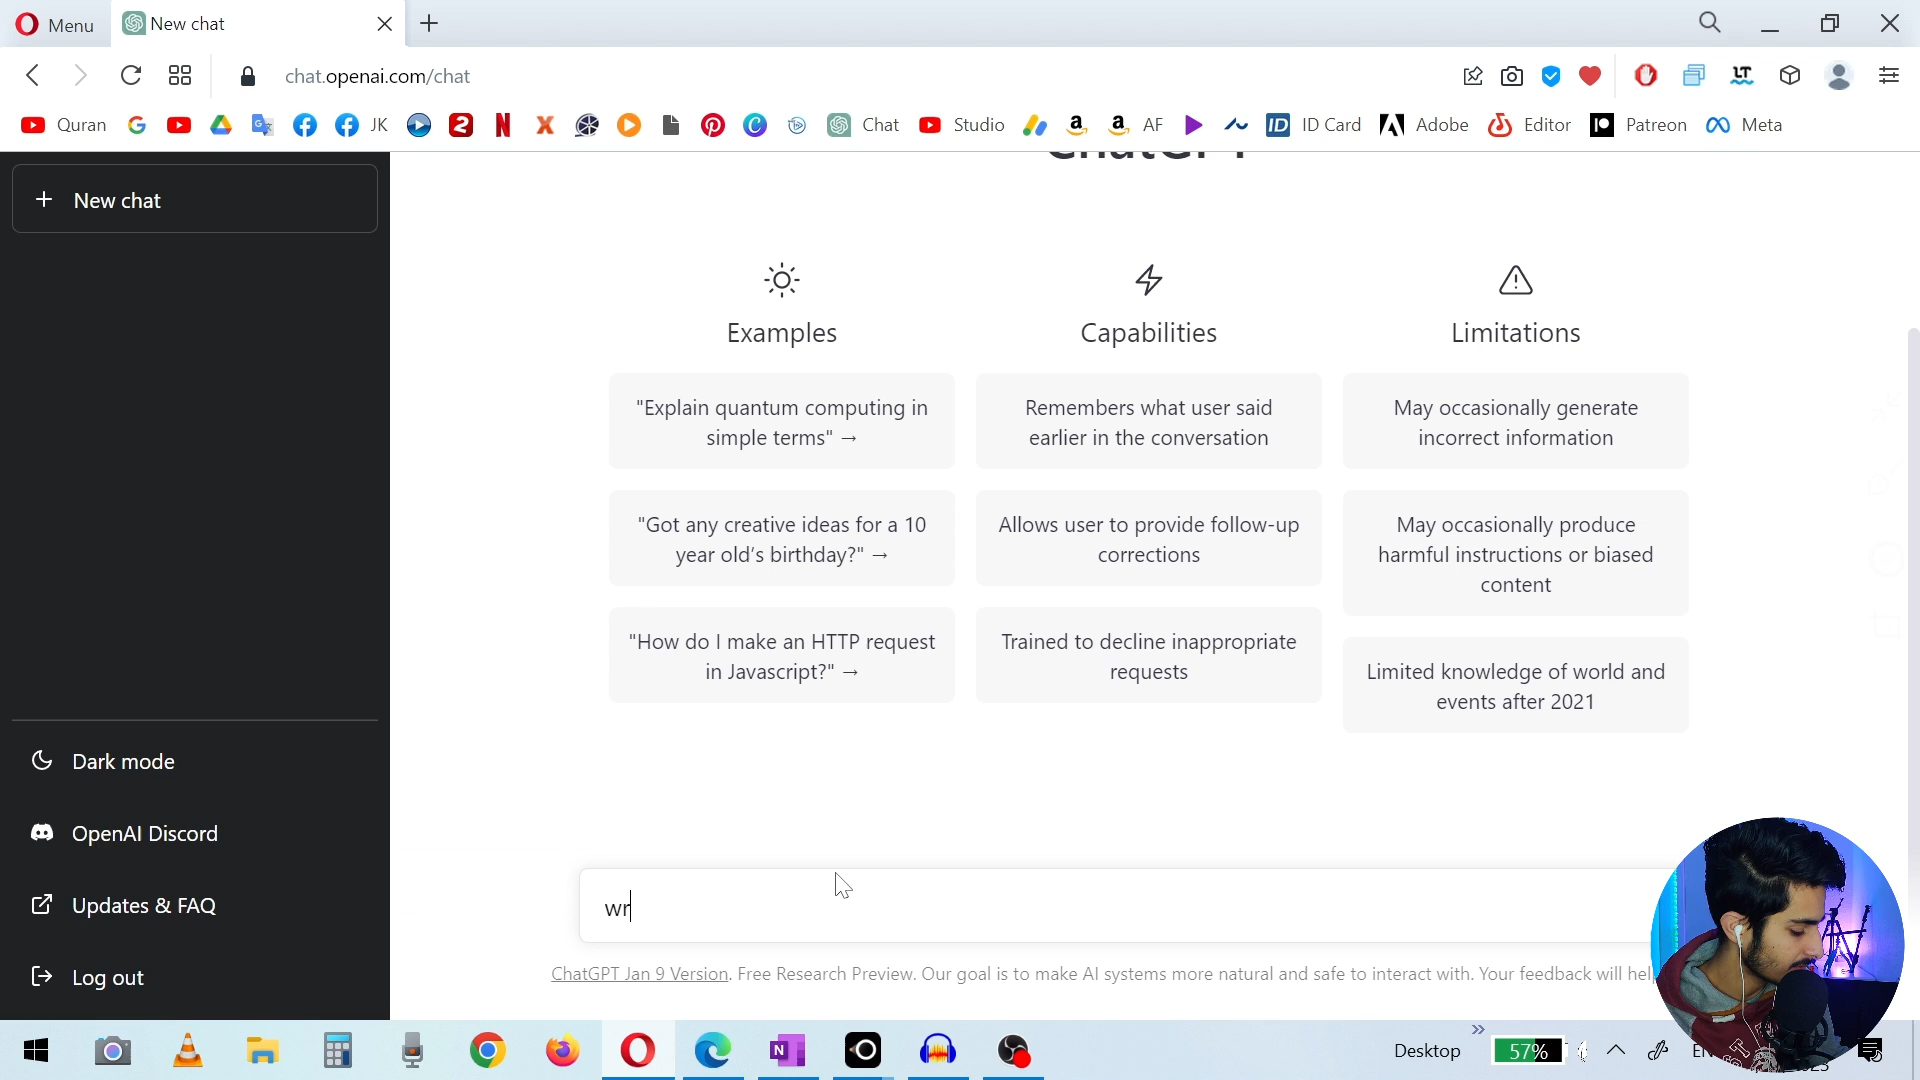 Menu
New chat
chat.openai.com/chat
Quran
JK
Chat
Studio
AF
ID
ID Card
Adobe
Editor
Patreon
Meta
New chat
Examples
Capabilities
Limitations
"Explain quantum computing in
simple terms" →
Remembers what user said
earlier in the conversation
May occasionally generate
incorrect information
"Got any creative ideas for a 10
year old's birthday?" →
Allows user to provide follow-up
corrections
May occasionally produce
harmful instructions or biased
content
"How do I make an HTTP request
in Javascript?" →
Trained to decline inappropriate
requests
Limited knowledge of world and
events after 2021
Dark mode
OpenAI Discord
Updates & FAQ
Log out
wr
ChatGPT Jan 9 Version. Free Research Preview. Our goal is to make AI systems more natural and safe to interact with. Your feedback will
Desktop
57%